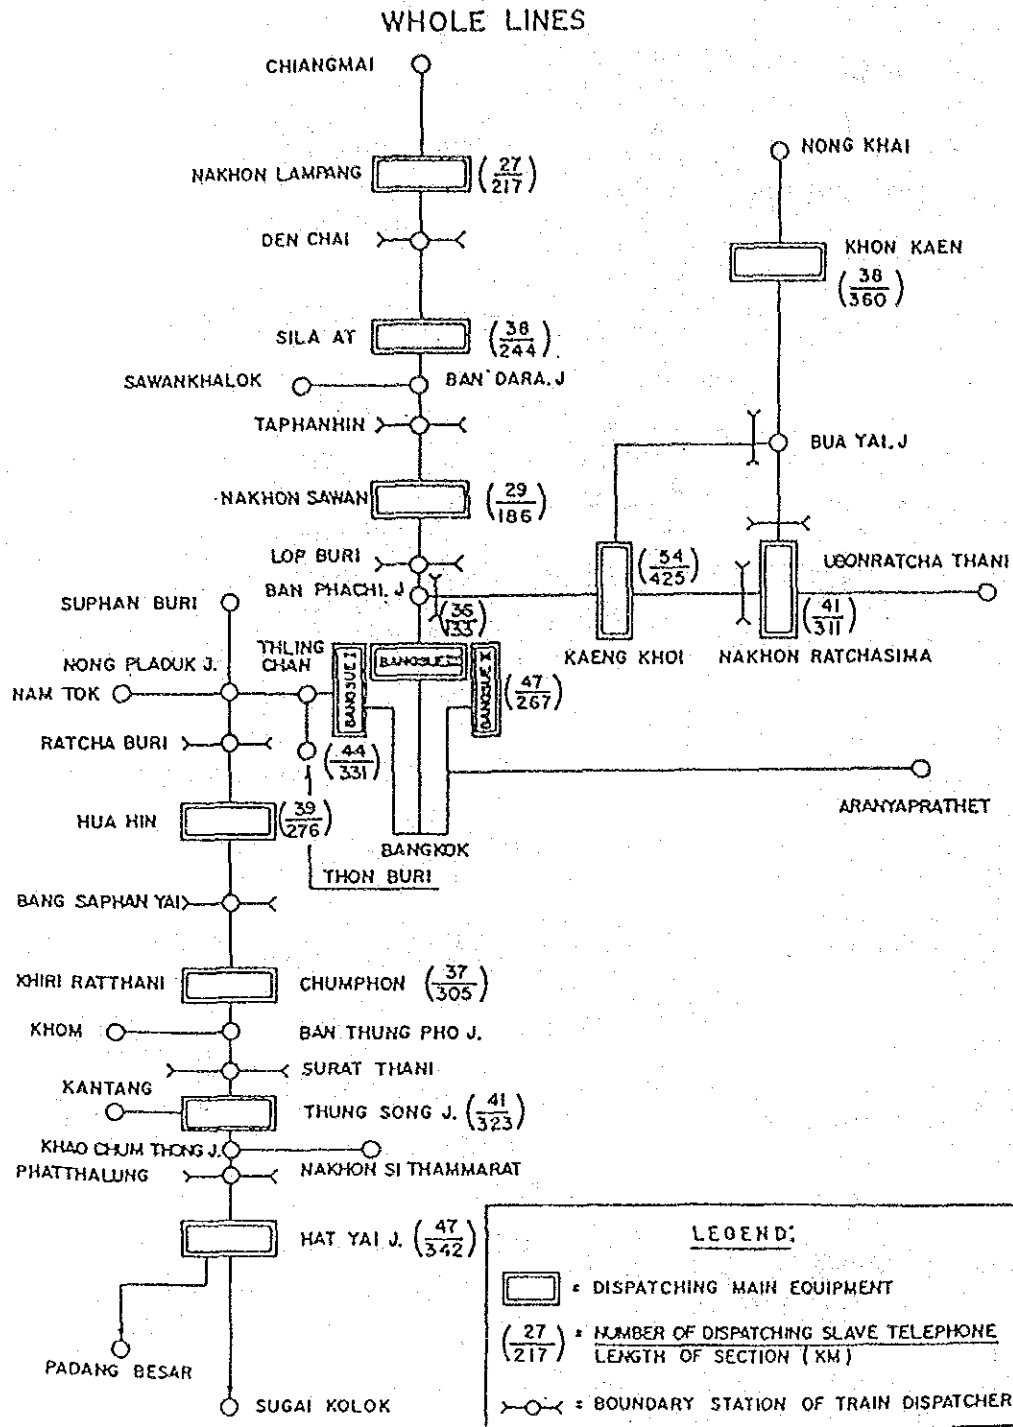 WHOLE LINES
CHIANGMAI
NONG KHAI
NAKHON LAMPANG
(27/217)
DEN CHAI
KHON KAEN
(38/360)
SILA AT
(38/244)
SAWANKHALOK
BAN DARA. J
TAPHANHIN
BUA YAI. J
NAKHON SAWAN
(29/186)
LOP BURI
(54/425)
UBONRATCHA THANI
BAN PHACHI. J
SUPHAN BURI
(36/133)
(41/311)
KAENG KHOI
NAKHON RATCHASIMA
THLING
CHAN
NONG PLADUK J.
BANGSUE I
BANGSUE
BANGSUE
(47/267)
NAM TOK
RATCHA BURI
(44/331)
ARANYAPRATHET
HUA HIN
(39/276)
BANGKOK
THON BURI
BANG SAPHAN YAI
KHIRI RATTHANI
CHUMPHON
(37/305)
KHOM
BAN THUNG PHO J.
SURAT THANI
KANTANG
THUNG SONG J.
(41/323)
KHAO CHUM THONG J.
PHATTHALUNG
NAKHON SI THAMMARAT
HAT YAI J.
(47/342)
PADANG BESAR
SUGAI KOLOK
LEGEND:
= DISPATCHING MAIN EQUIPMENT
(27/217) = NUMBER OF DISPATCHING SLAVE TELEPHONE
LENGTH OF SECTION (KM)
= BOUNDARY STATION OF TRAIN DISPATCHER